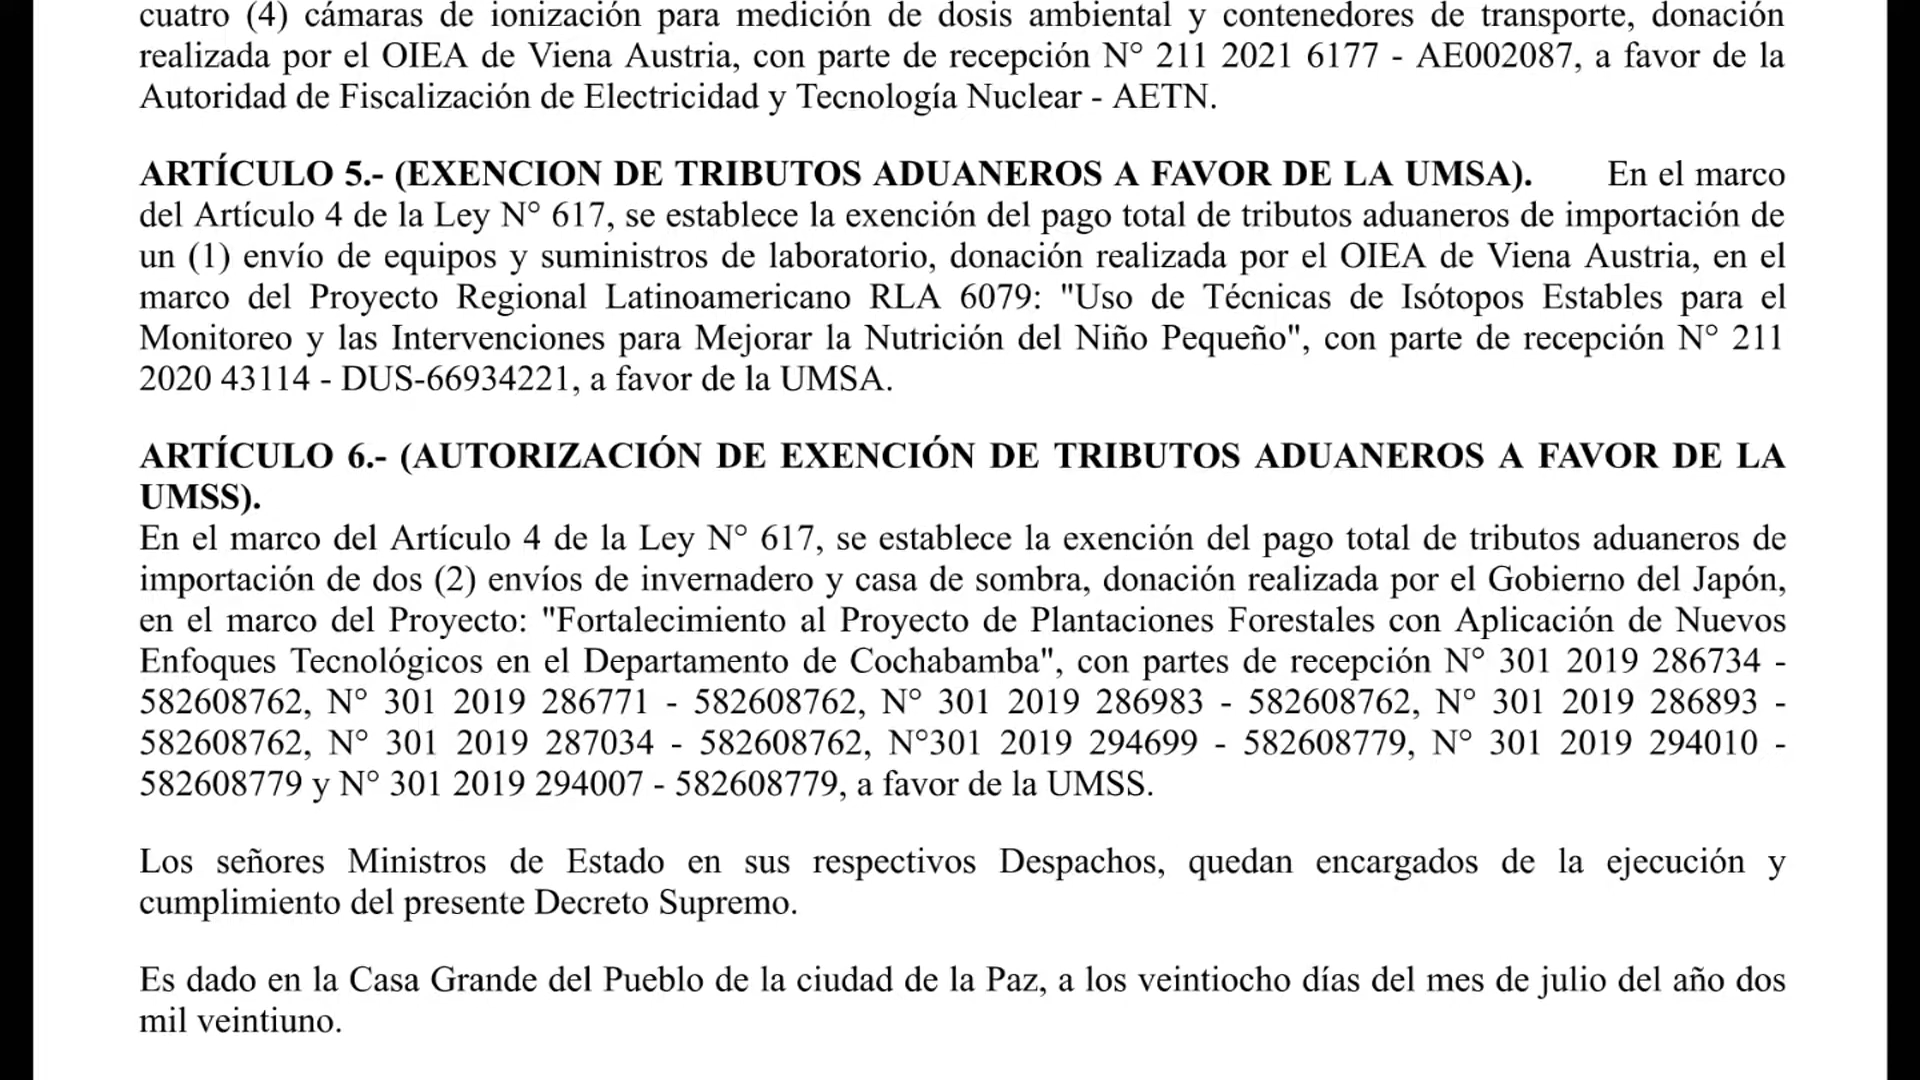 cuatro (4) cámaras de ionización para medición de dosis ambiental y contenedores de transporte, donación
realizada por el OIEA de Viena Austria, con parte de recepción N° 211 2021 6177 - AE002087, a favor de la
Autoridad de Fiscalización de Electricidad y Tecnología Nuclear - AETN.
ARTÍCULO 5.- (EXENCION DE TRIBUTOS ADUANEROS A FAVOR DE LA UMSA). En el marco
del Artículo 4 de la Ley N° 617, se establece la exención del pago total de tributos aduaneros de importación de
un (1) envío de equipos y suministros de laboratorio, donación realizada por el OIEA de Viena Austria, en el
marco del Proyecto Regional Latinoamericano RLA 6079: "Uso de Técnicas de Isótopos Estables para el
Monitoreo y las Intervenciones para Mejorar la Nutrición del Niño Pequeño", con parte de recepción N° 211
2020 43114 - DUS-66934221, a favor de la UMSA.
ARTÍCULO 6.- (AUTORIZACIÓN DE EXENCIÓN DE TRIBUTOS ADUANEROS A FAVOR DE LA
UMSS).
En el marco del Artículo 4 de la Ley N° 617, se establece la exención del pago total de tributos aduaneros de
importación de dos (2) envíos de invernadero y casa de sombra, donación realizada por el Gobierno del Japón,
en el marco del Proyecto: "Fortalecimiento al Proyecto de Plantaciones Forestales con Aplicación de Nuevos
Enfoques Tecnológicos en el Departamento de Cochabamba", con partes de recepción N° 301 2019 286734 -
582608762, N° 301 2019 286771 - 582608762, N° 301 2019 286983 - 582608762, N° 301 2019 286893 -
582608762, N° 301 2019 287034 - 582608762, N°301 2019 294699 - 582608779, N° 301 2019 294010 -
582608779 y N° 301 2019 294007 - 582608779, a favor de la UMSS.
Los señores Ministros de Estado en sus respectivos Despachos, quedan encargados de la ejecución y
cumplimiento del presente Decreto Supremo.
Es dado en la Casa Grande del Pueblo de la ciudad de la Paz, a los veintiocho días del mes de julio del año dos
mil veintiuno.